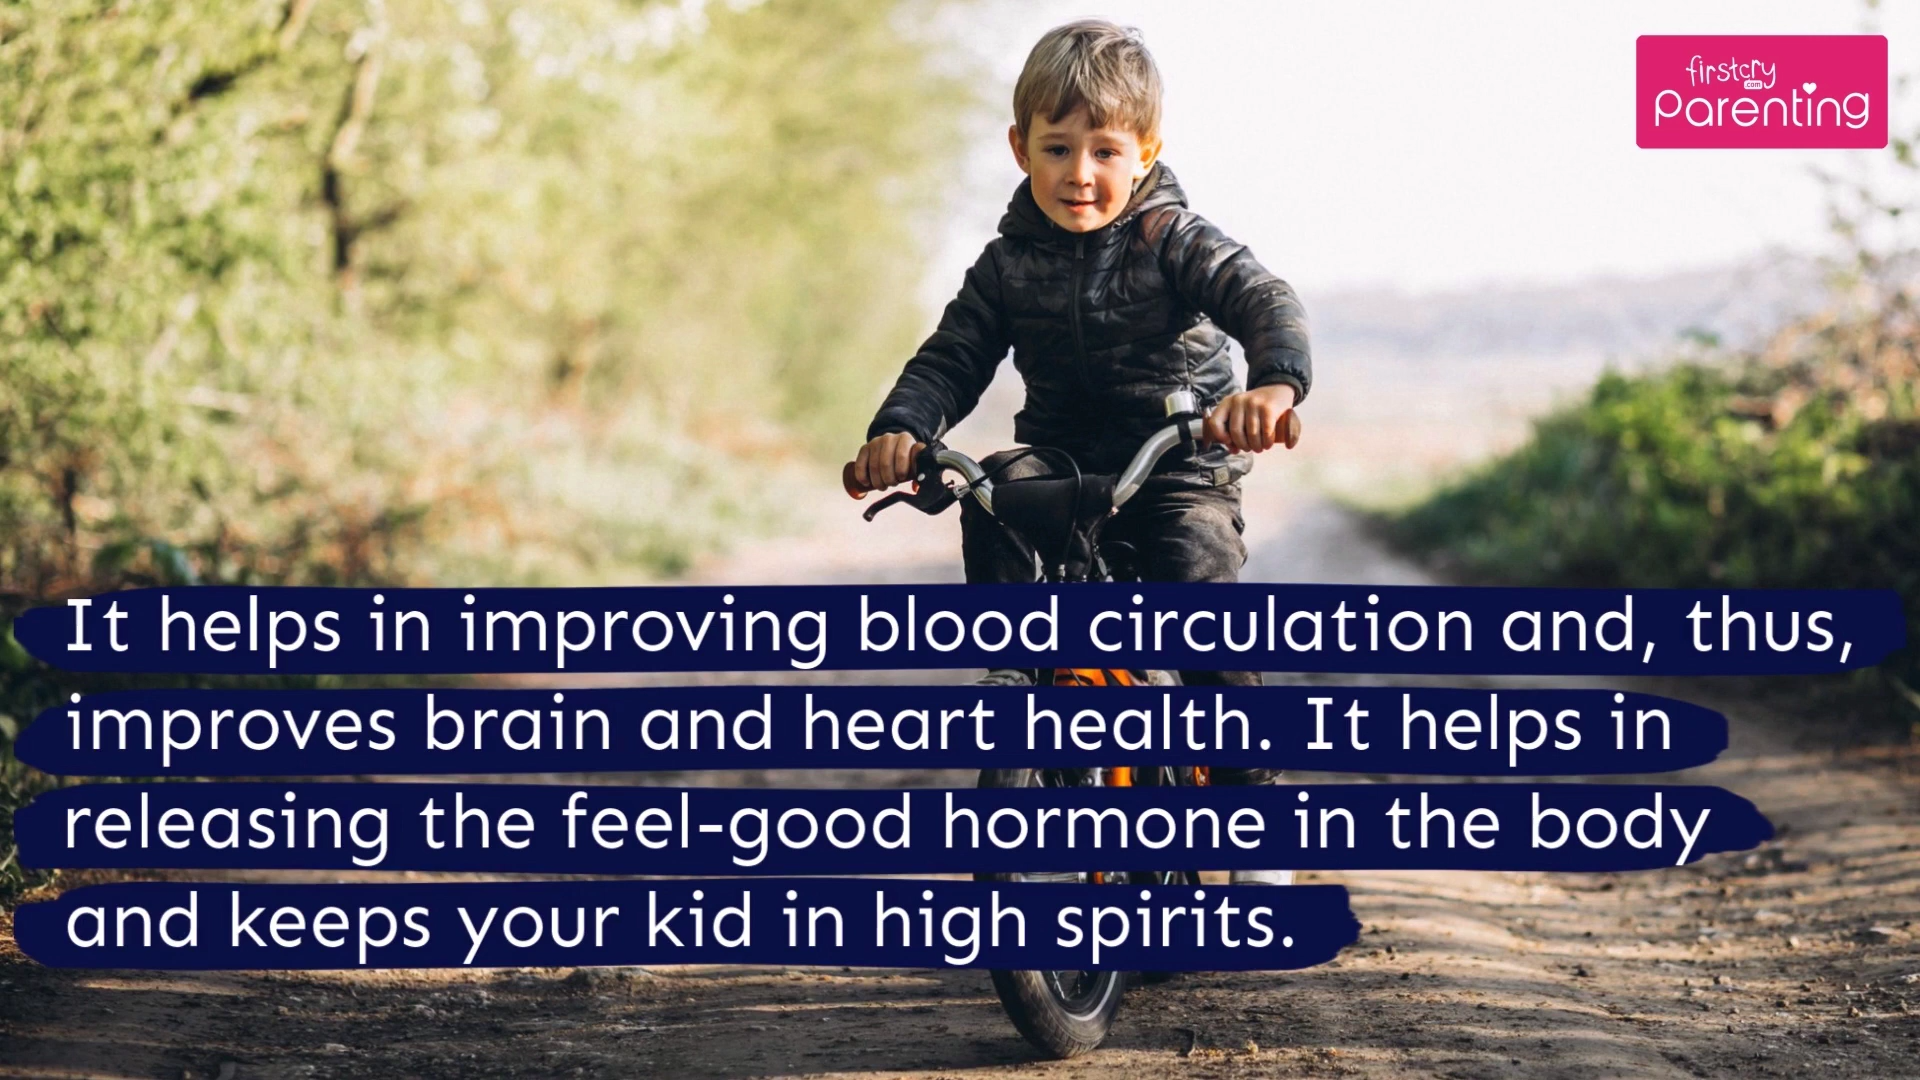 firstcry
.com
Parenting
It helps in improving blood circulation and, thus,
improves brain and heart health. It helps in
releasing the feel-good hormone in the body
and keeps your kid in high spirits.